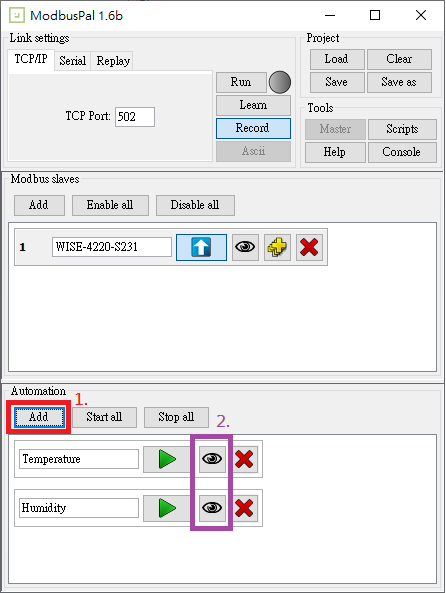 ModbusPal 1.6b
Link settings
TCP/IP Serial Replay
TCP Port: 502
Run
Learn
Record
Ascii
Project
Load Clear
Save Save as
Tools
Master Scripts
Help Console
Modbus slaves
Add Enable all Disable all
1 WISE-4220-S231
Automation
1.
Add Start all Stop all
2.
Temperature
Humidity